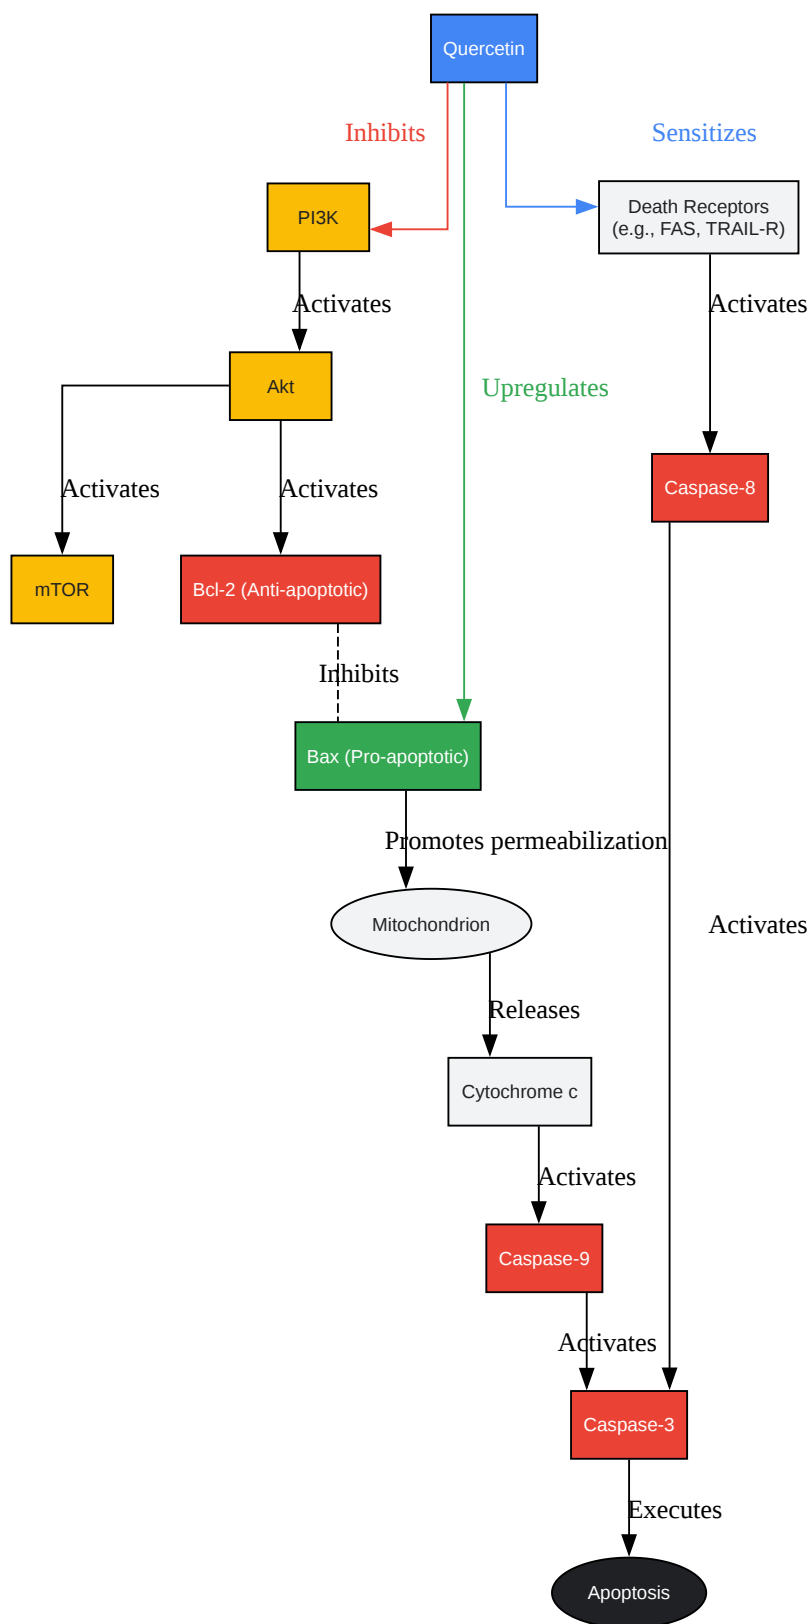 Quercetin
Inhibits
Sensitizes
PI3K
Death Receptors
(e.g., FAS, TRAIL-R)
Activates
Activates
Akt
Upregulates
Caspase-8
Activates
Activates
mTOR
Bcl-2 (Anti-apoptotic)
Inhibits
Bax (Pro-apoptotic)
Promotes permeabilization
Mitochondrion
Activates
Releases
Cytochrome c
Activates
Caspase-9
Activates
Caspase-3
Executes
Apoptosis